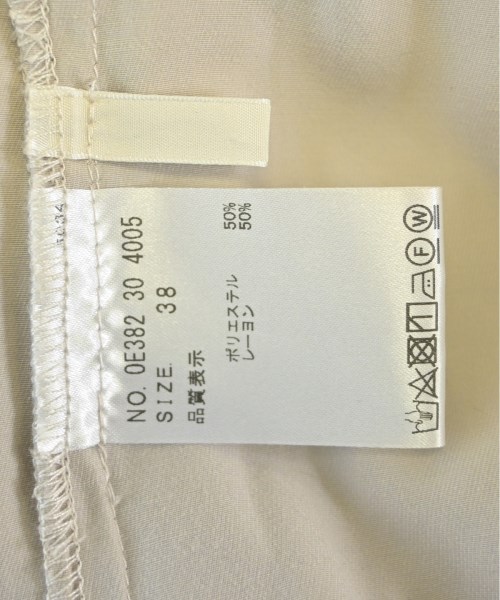 NO. 0E382 30 4005
SIZE. 38
品質表示
ポリエステル 50%
レーヨン 50%
F W